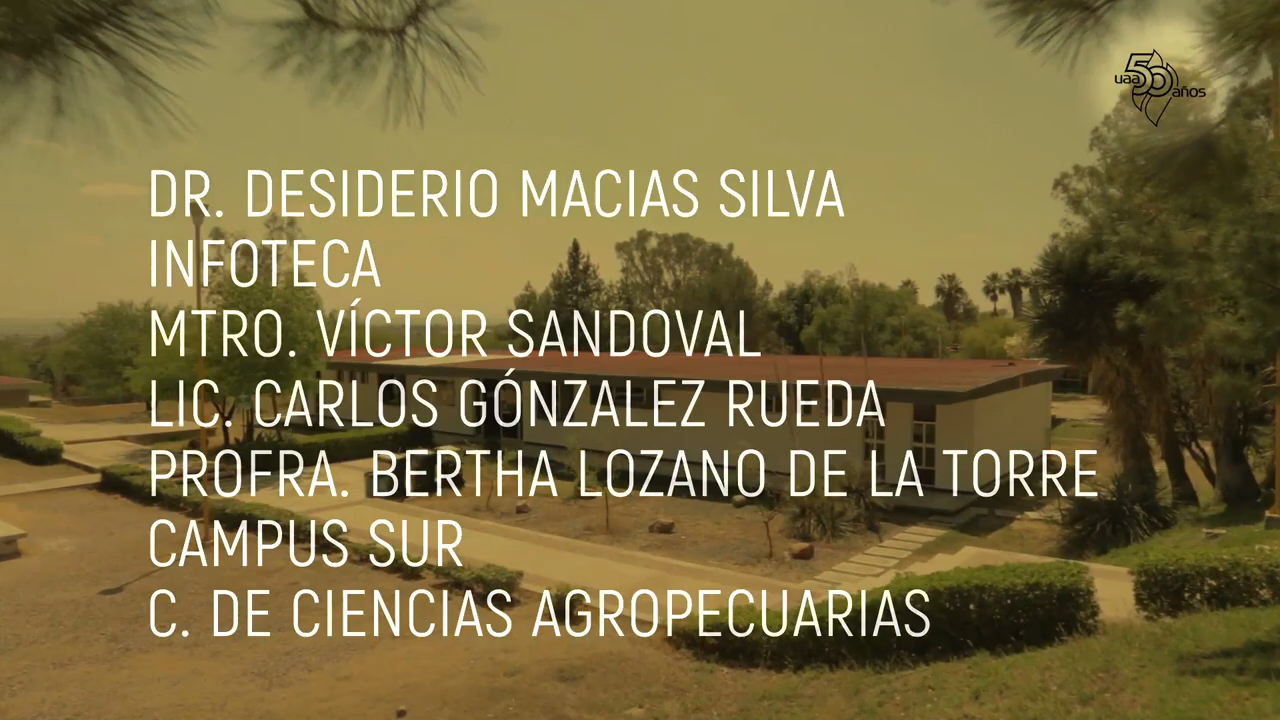 uaa 50 años
DR. DESIDERIO MACIAS SILVA
INFOTECA
MTRO. VÍCTOR SANDOVAL
LIC. CARLOS GÓNZALEZ RUEDA
PROFRA. BERTHA LOZANO DE LA TORRE
CAMPUS SUR
C. DE CIENCIAS AGROPECUARIAS